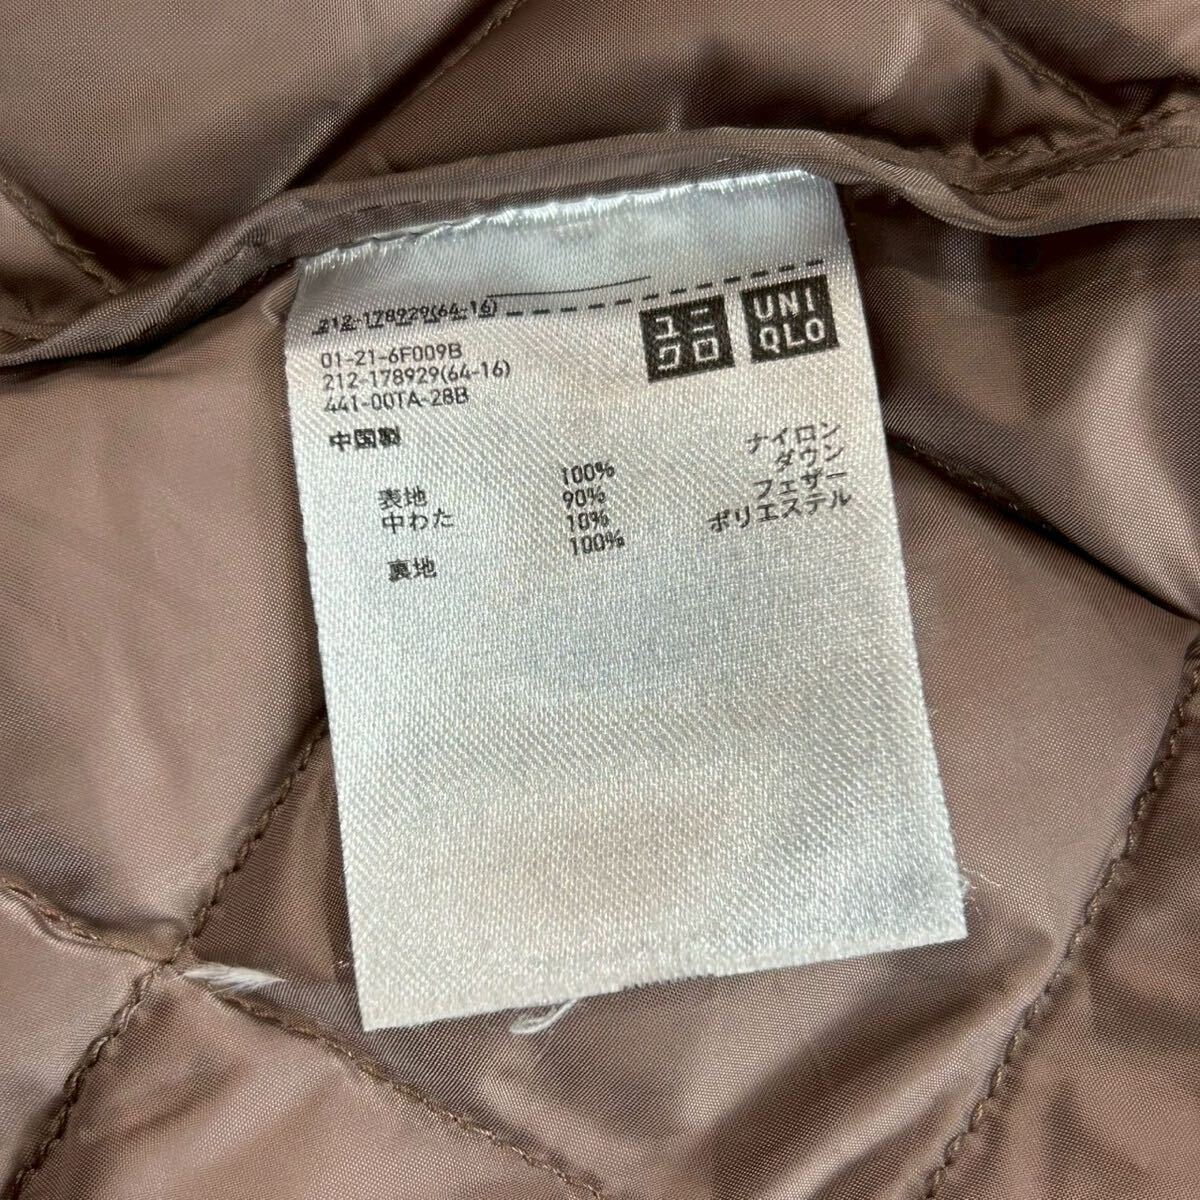 212-178929(64-16)
ユニ
クロ
UNI
QLO
01-21-6F009B
212-178929(64-16)
441-00TA-28B
中国製
表地 100% ナイロン
中わた 90% ダウン
10% フェザー
裏地 100% ポリエステル